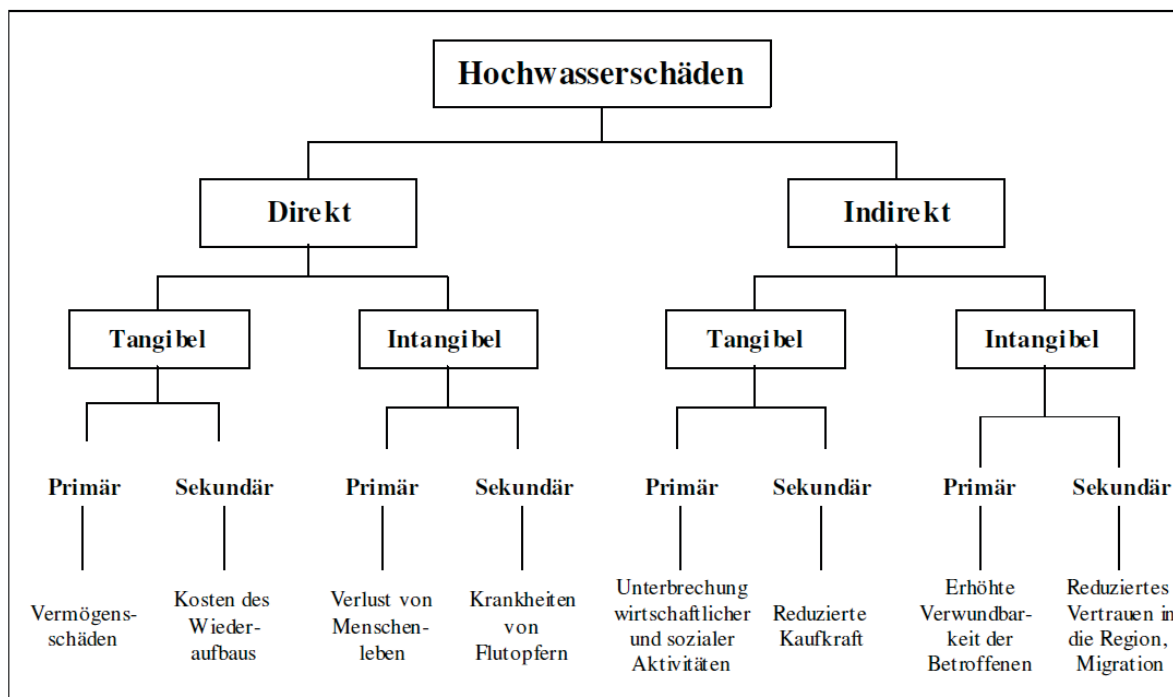 Hochwasserschäden
Direkt
Indirekt
Tangibel
Intangibel
Tangibel
Intangibel
Primär
Sekundär
Primär
Sekundär
Primär
Sekundär
Primär
Sekundär
Vermögens-
schäden
Kosten des
Wieder-
aufbaus
Verlust von
Menschen-
leben
Krankheiten
von
Flutopfern
Unterbrechung
wirtschaftlicher
und sozialer
Aktivitäten
Reduzierte
Kaufkraft
Erhöhte
Verwundbar-
keit der
Betroffenen
Reduziertes
Vertrauen in
die Region,
Migration